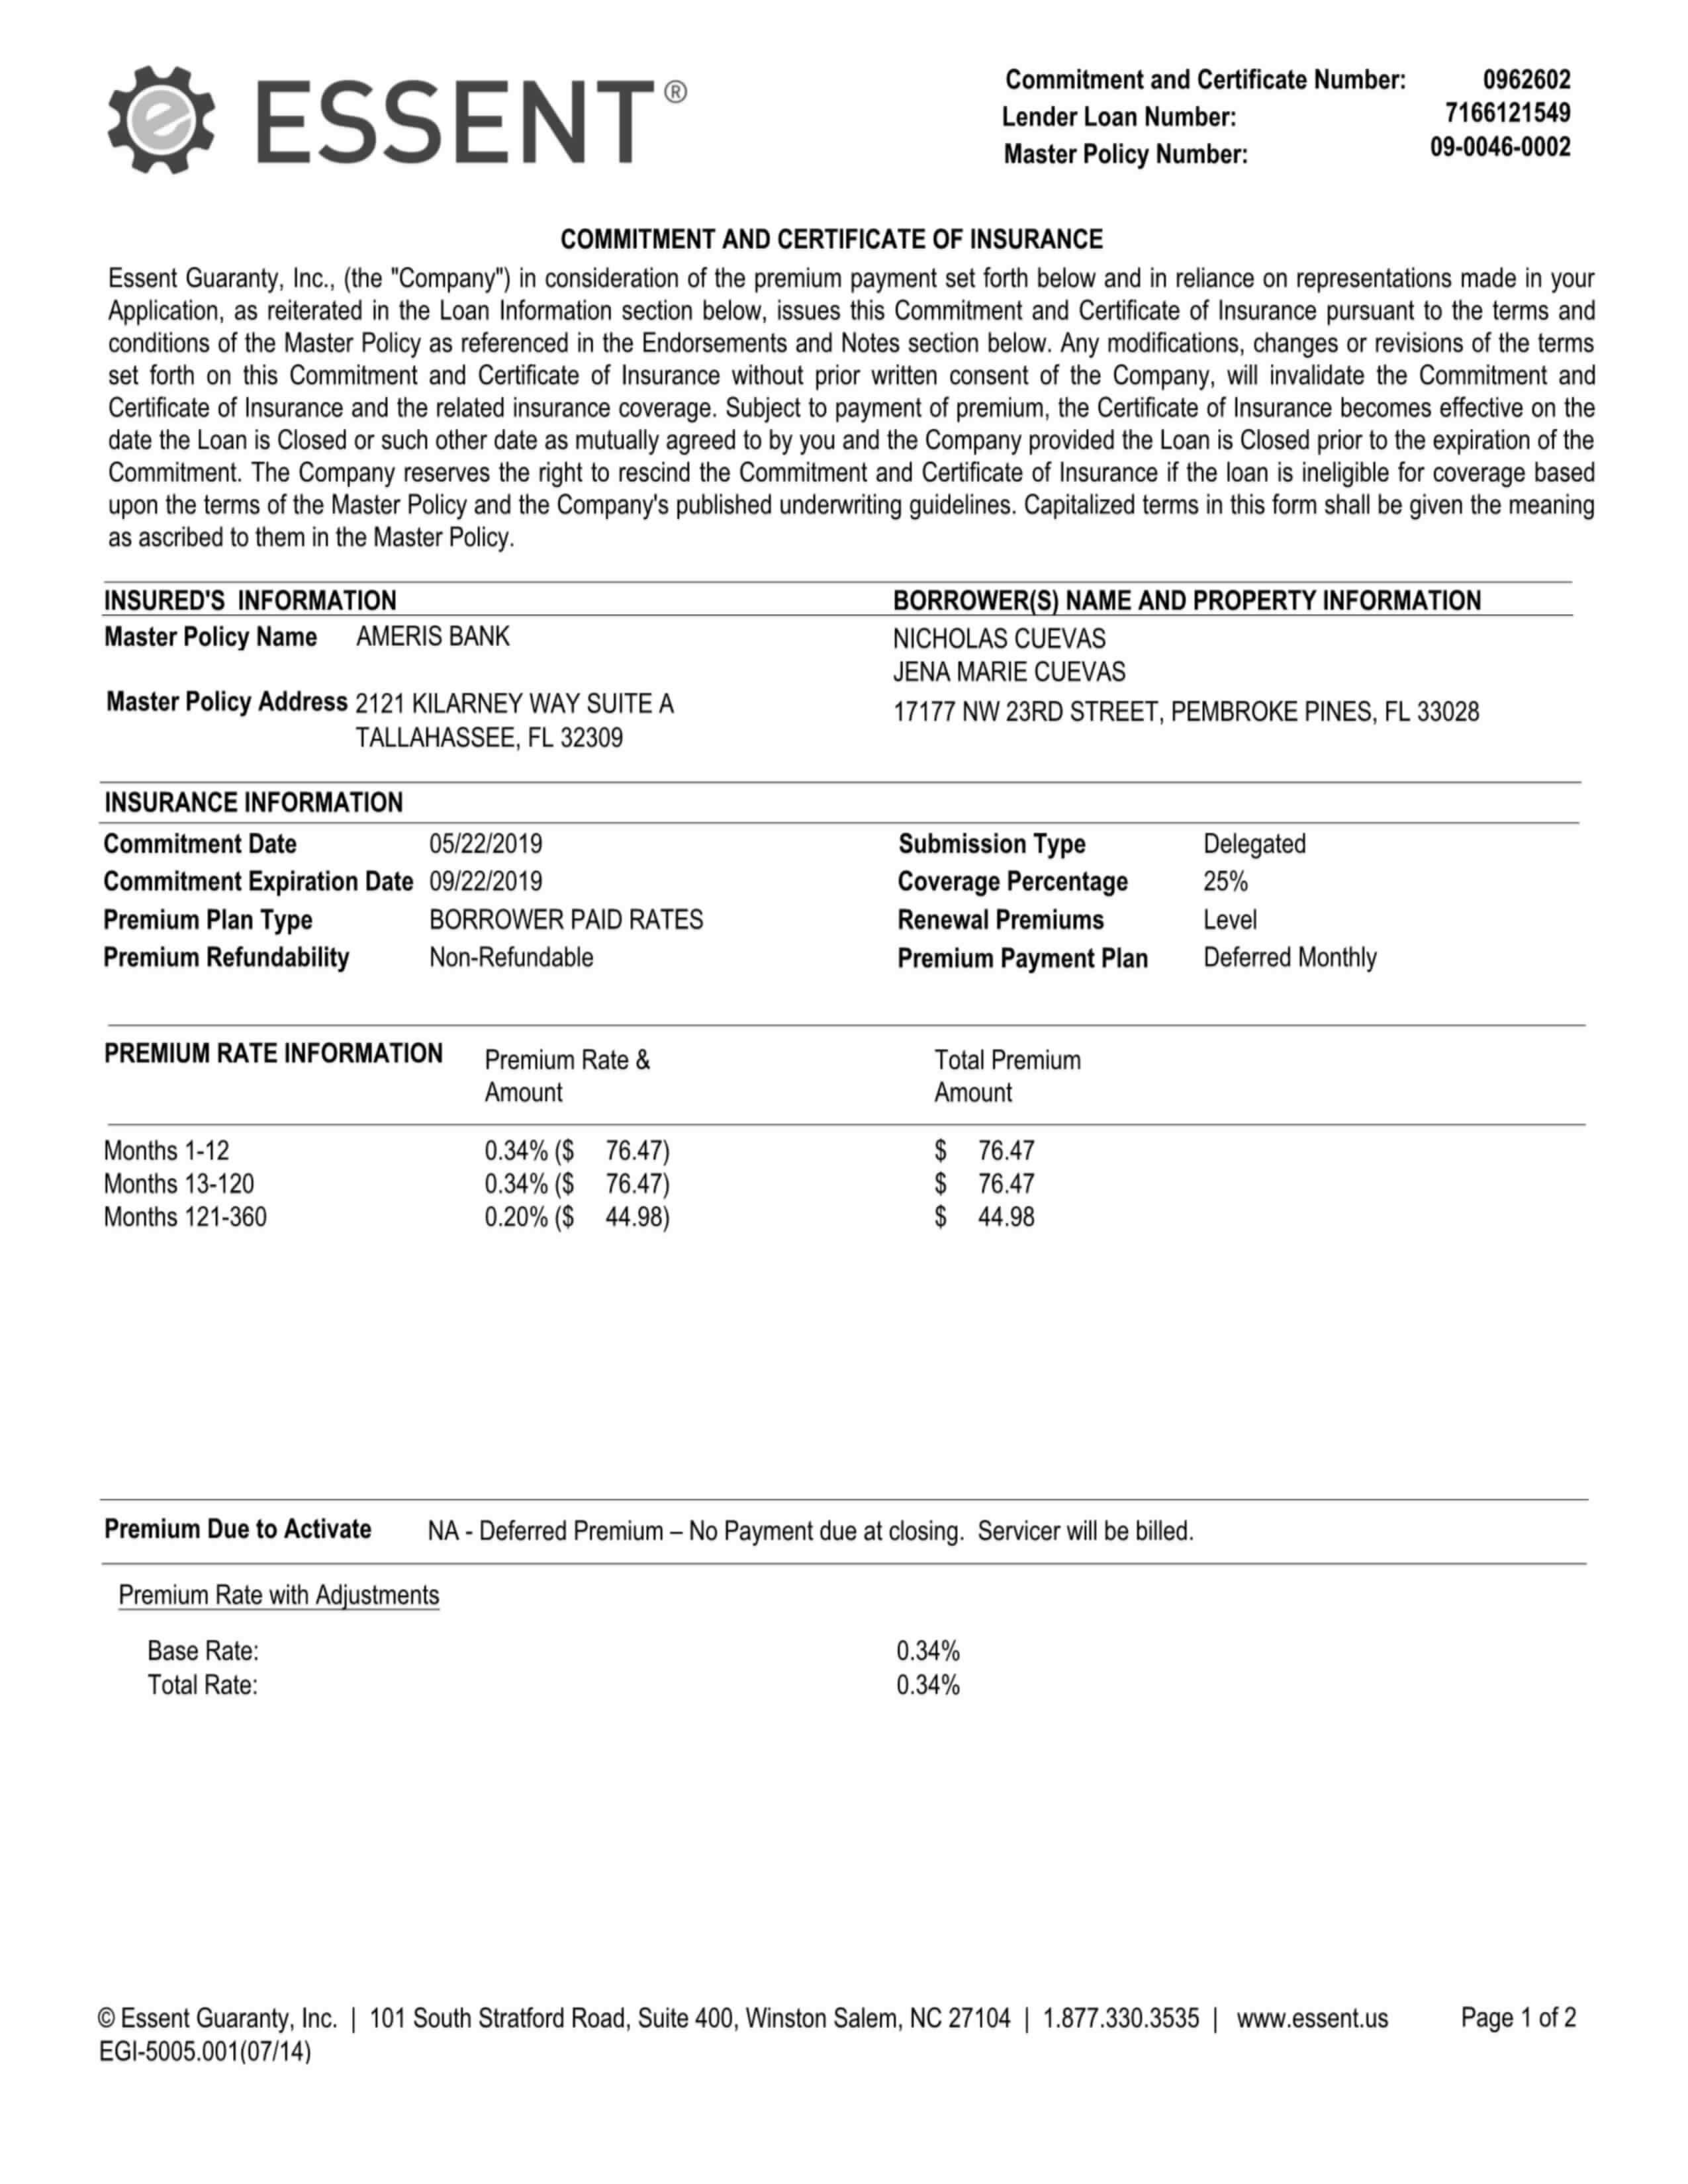 ESSENT®
Commitment and Certificate Number: 0962602
Lender Loan Number: 7166121549
Master Policy Number: 09-0046-0002
COMMITMENT AND CERTIFICATE OF INSURANCE
Essent Guaranty, Inc., (the "Company") in consideration of the premium payment set forth below and in reliance on representations made in your
Application, as reiterated in the Loan Information section below, issues this Commitment and Certificate of Insurance pursuant to the terms and
conditions of the Master Policy as referenced in the Endorsements and Notes section below. Any modifications, changes or revisions of the terms
set forth on this Commitment and Certificate of Insurance without prior written consent of the Company, will invalidate the Commitment and
Certificate of Insurance and the related insurance coverage. Subject to payment of premium, the Certificate of Insurance becomes effective on the
date the Loan is Closed or such other date as mutually agreed to by you and the Company provided the Loan is Closed prior to the expiration of the
Commitment. The Company reserves the right to rescind the Commitment and Certificate of Insurance if the loan is ineligible for coverage based
upon the terms of the Master Policy and the Company's published underwriting guidelines. Capitalized terms in this form shall be given the meaning
as ascribed to them in the Master Policy.
INSURED'S INFORMATION
Master Policy Name AMERIS BANK
Master Policy Address 2121 KILARNEY WAY SUITE A
TALLAHASSEE, FL 32309
BORROWER(S) NAME AND PROPERTY INFORMATION
NICHOLAS CUEVAS
JENA MARIE CUEVAS
17177 NW 23RD STREET, PEMBROKE PINES, FL 33028
INSURANCE INFORMATION
Commitment Date 05/22/2019 Submission Type Delegated
Commitment Expiration Date 09/22/2019 Coverage Percentage 25%
Premium Plan Type BORROWER PAID RATES Renewal Premiums Level
Premium Refundability Non-Refundable Premium Payment Plan Deferred Monthly
PREMIUM RATE INFORMATION Premium Rate & Total Premium
Amount Amount
Months 1-12 0.34% ($ 76.47) $ 76.47
Months 13-120 0.34% ($ 76.47) $ 76.47
Months 121-360 0.20% ($ 44.98) $ 44.98
Premium Due to Activate NA - Deferred Premium – No Payment due at closing. Servicer will be billed.
Premium Rate with Adjustments
Base Rate: 0.34%
Total Rate: 0.34%
© Essent Guaranty, Inc. | 101 South Stratford Road, Suite 400, Winston Salem, NC 27104 | 1.877.330.3535 | www.essent.us Page 1 of 2
EGI-5005.001(07/14)